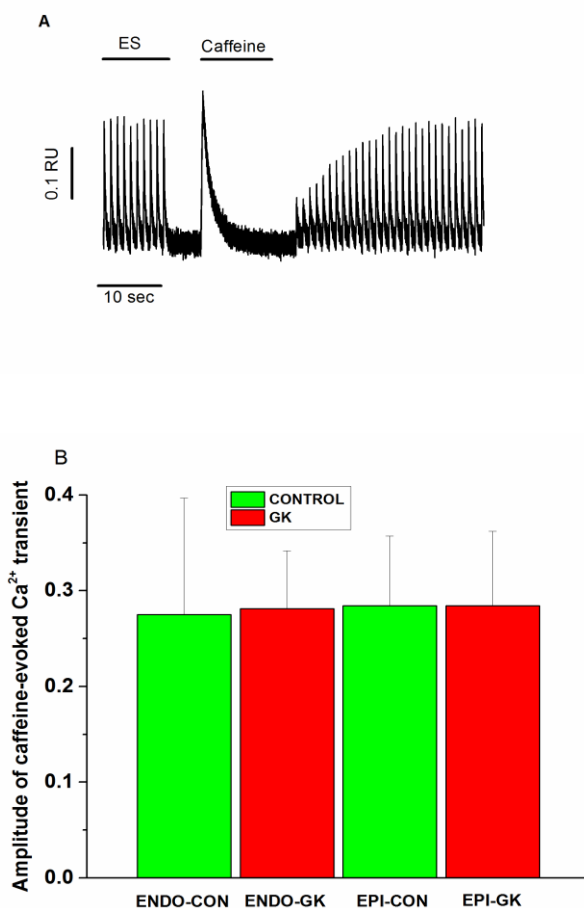 A
ES Caffeine
0.1 RU
10 sec
B
CONTROL
GK
Amplitude of caffeine-evoked Ca²⁺ transient
0.4
0.3
0.2
0.1
0.0
ENDO-CON ENDO-GK EPI-CON EPI-GK